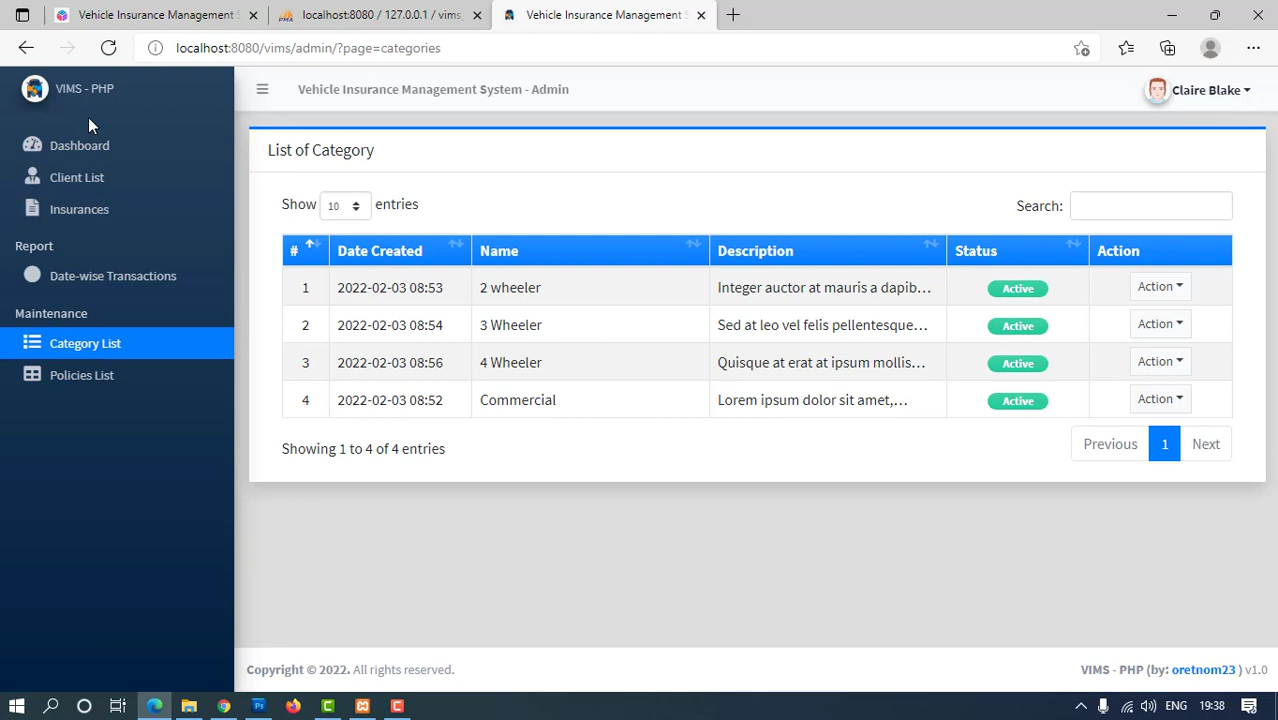 Vehicle Insurance Management S
localhost:8080 / 127.0.0.1 / vims_
Vehicle Insurance Management S
localhost:8080/vims/admin/?page=categories
VIMS - PHP
Vehicle Insurance Management System - Admin
Claire Blake
Dashboard
Client List
Insurances
Report
Date-wise Transactions
Maintenance
Category List
Policies List
List of Category
Show 10 entries
Search:
# Date Created Name Description Status Action
1 2022-02-03 08:53 2 wheeler Integer auctor at mauris a dapib... Active Action
2 2022-02-03 08:54 3 Wheeler Sed at leo vel felis pellentesque... Active Action
3 2022-02-03 08:56 4 Wheeler Quisque at erat at ipsum mollis... Active Action
4 2022-02-03 08:52 Commercial Lorem ipsum dolor sit amet,... Active Action
Showing 1 to 4 of 4 entries
Previous 1 Next
Copyright © 2022. All rights reserved.
VIMS - PHP (by: oretnom23 ) v1.0
ENG 19:38